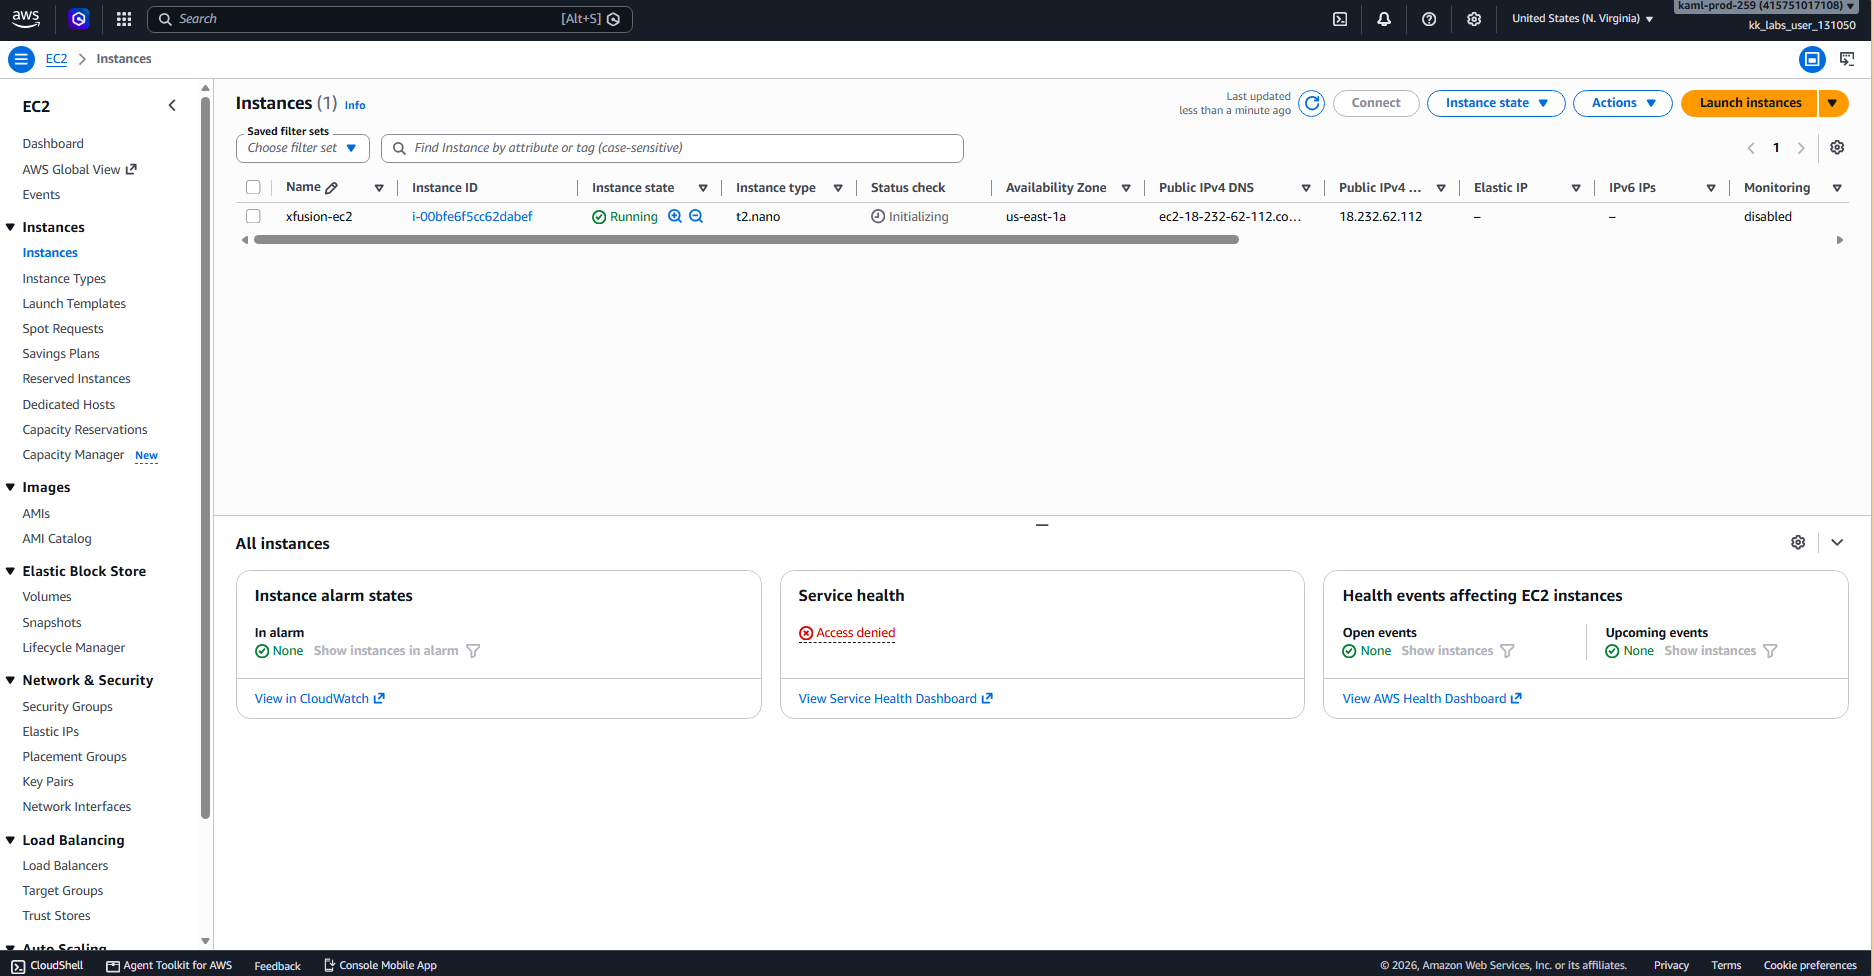 aws
Search [Alt+S]
United States (N. Virginia)
kaml-prod-259 (415751017108)
kk_labs_user_131050
EC2 Instances
EC2
Dashboard
AWS Global View
Events
Instances
Instances
Instance Types
Launch Templates
Spot Requests
Savings Plans
Reserved Instances
Dedicated Hosts
Capacity Reservations
Capacity Manager New
Images
AMIs
AMI Catalog
Elastic Block Store
Volumes
Snapshots
Lifecycle Manager
Network & Security
Security Groups
Elastic IPs
Placement Groups
Key Pairs
Network Interfaces
Load Balancing
Load Balancers
Target Groups
Trust Stores
Auto Scaling
Instances (1) Info
Last updated
less than a minute ago
Connect Instance state Actions Launch instances
Saved filter sets
Choose filter set
Find Instance by attribute or tag (case-sensitive)
1
Name Instance ID Instance state Instance type Status check Availability Zone Public IPv4 DNS Public IPv4 ... Elastic IP IPv6 IPs Monitoring
xfusion-ec2 i-00bfe6f5cc62dabef Running t2.nano Initializing us-east-1a ec2-18-232-62-112.co... 18.232.62.112 – – disabled
All instances
Instance alarm states
In alarm
None Show instances in alarm
View in CloudWatch
Service health
Access denied
View Service Health Dashboard
Health events affecting EC2 instances
Open events
None Show instances
Upcoming events
None Show instances
View AWS Health Dashboard
CloudShell Agent Toolkit for AWS Feedback Console Mobile App
© 2026, Amazon Web Services, Inc. or its affiliates. Privacy Terms Cookie preferences